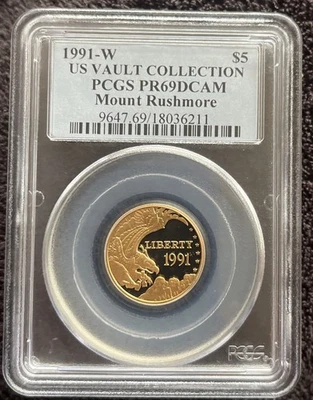 1991-W $5
US VAULT COLLECTION
PCGS PR69DCAM
Mount Rushmore
9647.69/18036211
LIBERTY
1991
PCGS